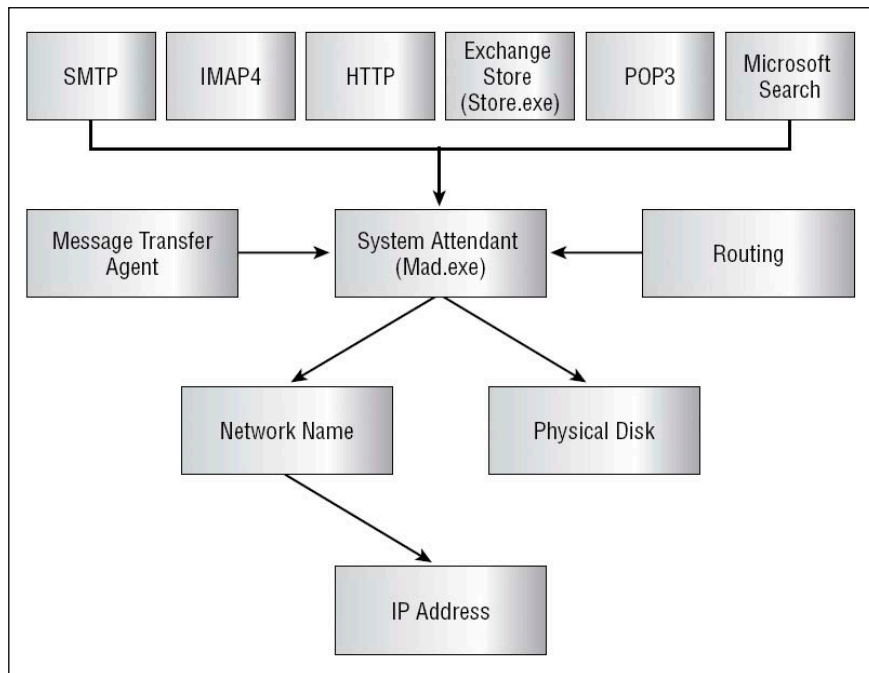 SMTP
IMAP4
HTTP
Exchange
Store
(Store.exe)
POP3
Microsoft
Search
Message Transfer
Agent
System Attendant
(Mad.exe)
Routing
Network Name
Physical Disk
IP Address